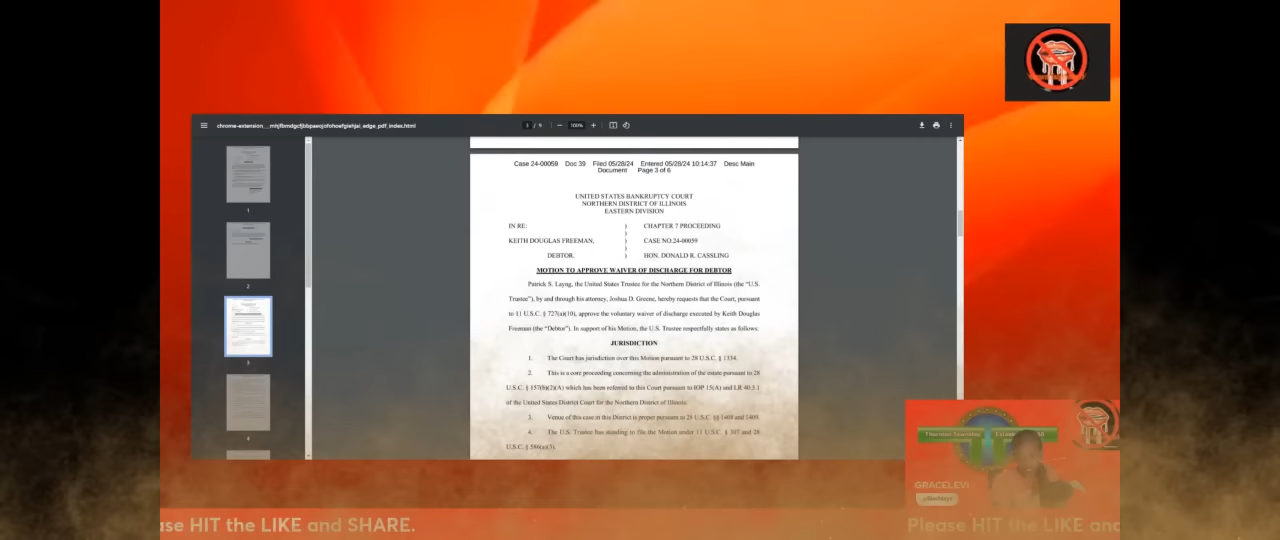 chrome-extension__mhjfbmdgcfjbbpaeojofohoefgiehjai_edge_pdf_index.html
3 / 9
100%
Case 24-00059 Doc 39 Filed 05/28/24 Entered 05/28/24 10:14:37 Desc Main
Document Page 3 of 6
UNITED STATES BANKRUPTCY COURT
NORTHERN DISTRICT OF ILLINOIS
EASTERN DIVISION
IN RE: ) CHAPTER 7 PROCEEDING
)
KEITH DOUGLAS FREEMAN, ) CASE NO.24-00059
)
DEBTOR. ) HON. DONALD R. CASSLING
MOTION TO APPROVE WAIVER OF DISCHARGE FOR DEBTOR
Patrick S. Layng, the United States Trustee for the Northern District of Illinois (the “U.S.
Trustee”), by and through his attorney, Joshua D. Greene, hereby requests that the Court, pursuant
to 11 U.S.C. § 727(a)(10), approve the voluntary waiver of discharge executed by Keith Douglas
Freeman (the “Debtor”). In support of his Motion, the U.S. Trustee respectfully states as follows:
JURISDICTION
1. The Court has jurisdiction over this Motion pursuant to 28 U.S.C. § 1334.
2. This is a core proceeding concerning the administration of the estate pursuant to 28
U.S.C. § 157(b)(2)(A) which has been referred to this Court pursuant to IOP 15(A) and LR 40.3.1
of the United States District Court for the Northern District of Illinois.
3. Venue of this case in this District is proper pursuant to 28 U.S.C. §§ 1408 and 1409.
4. The U.S. Trustee has standing to file the Motion under 11 U.S.C. § 307 and 28
U.S.C. § 586(a)(5).
1
2
3
4
Thornton Township
GRACELEVI
ase HIT the LIKE and SHARE.
Please HIT the LIKE and